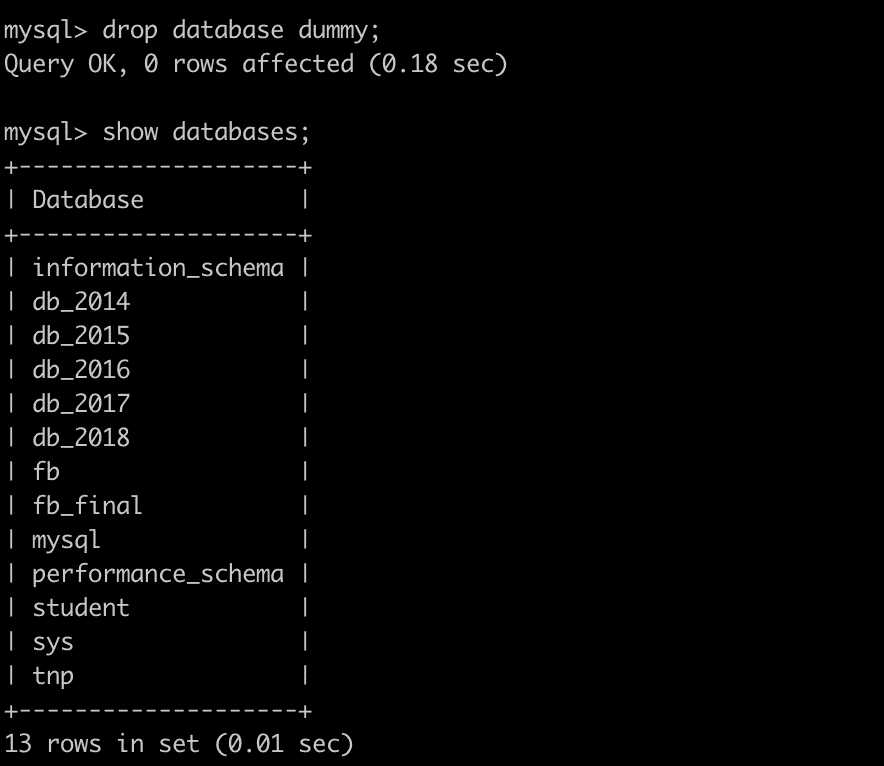 mysql> drop database dummy;
Query OK, 0 rows affected (0.18 sec)
mysql> show databases;
+--------------------+
| Database           |
+--------------------+
| information_schema |
| db_2014            |
| db_2015            |
| db_2016            |
| db_2017            |
| db_2018            |
| fb                 |
| fb_final           |
| mysql              |
| performance_schema |
| student            |
| sys                |
| tnp                |
+--------------------+
13 rows in set (0.01 sec)